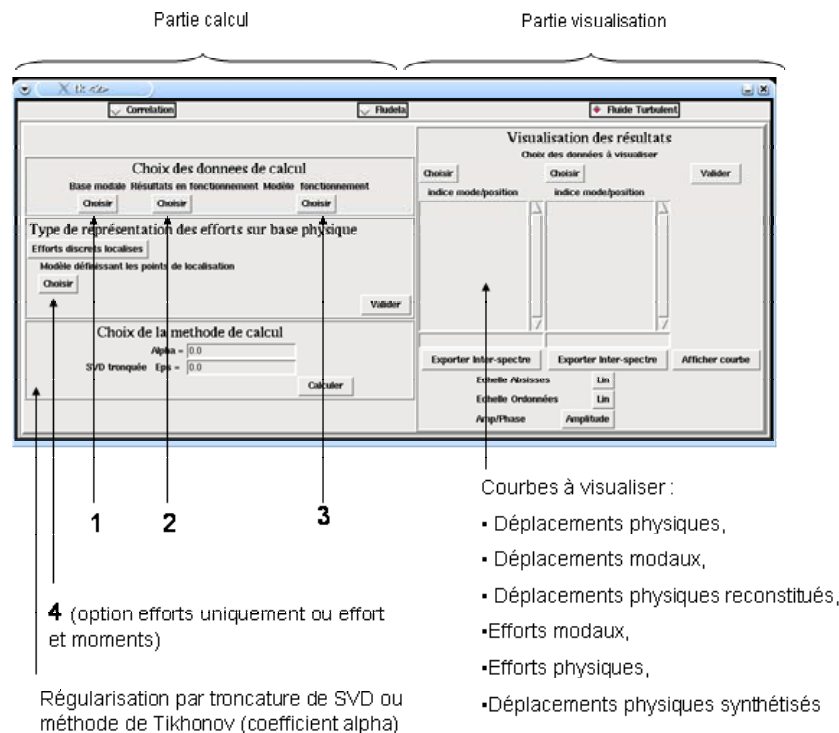 Partie calcul
Partie visualisation
tk <2>
Correlation
Fludela
Fluide Turbulent
Choix des donnees de calcul
Base modale Résultats en fonctionnement Modèle fonctionnement
Choisir Choisir Choisir
Type de représentation des efforts sur base physique
Efforts discrets localises
Modèle définissant les points de localisation
Choisir
Valider
Choix de la methode de calcul
Alpha = 0.0
SVD tronquée Eps = 0.0
Calculer
Visualisation des résultats
Choix des données à visualiser
Choisir Choisir Valider
indice mode/position indice mode/position
Exporter Inter-spectre Exporter Inter-spectre Afficher courbe
Echelle Absisses Lin
Echelle Ordonnées Lin
Amp/Phase Amplitude
1 2 3
4 (option efforts uniquement ou effort
et moments)
Régularisation par troncature de SVD ou
méthode de Tikhonov (coefficient alpha)
Courbes à visualiser :
▪ Déplacements physiques,
▪ Déplacements modaux,
▪ Déplacements physiques reconstitués,
▪Efforts modaux,
▪Efforts physiques,
▪Déplacements physiques synthétisés